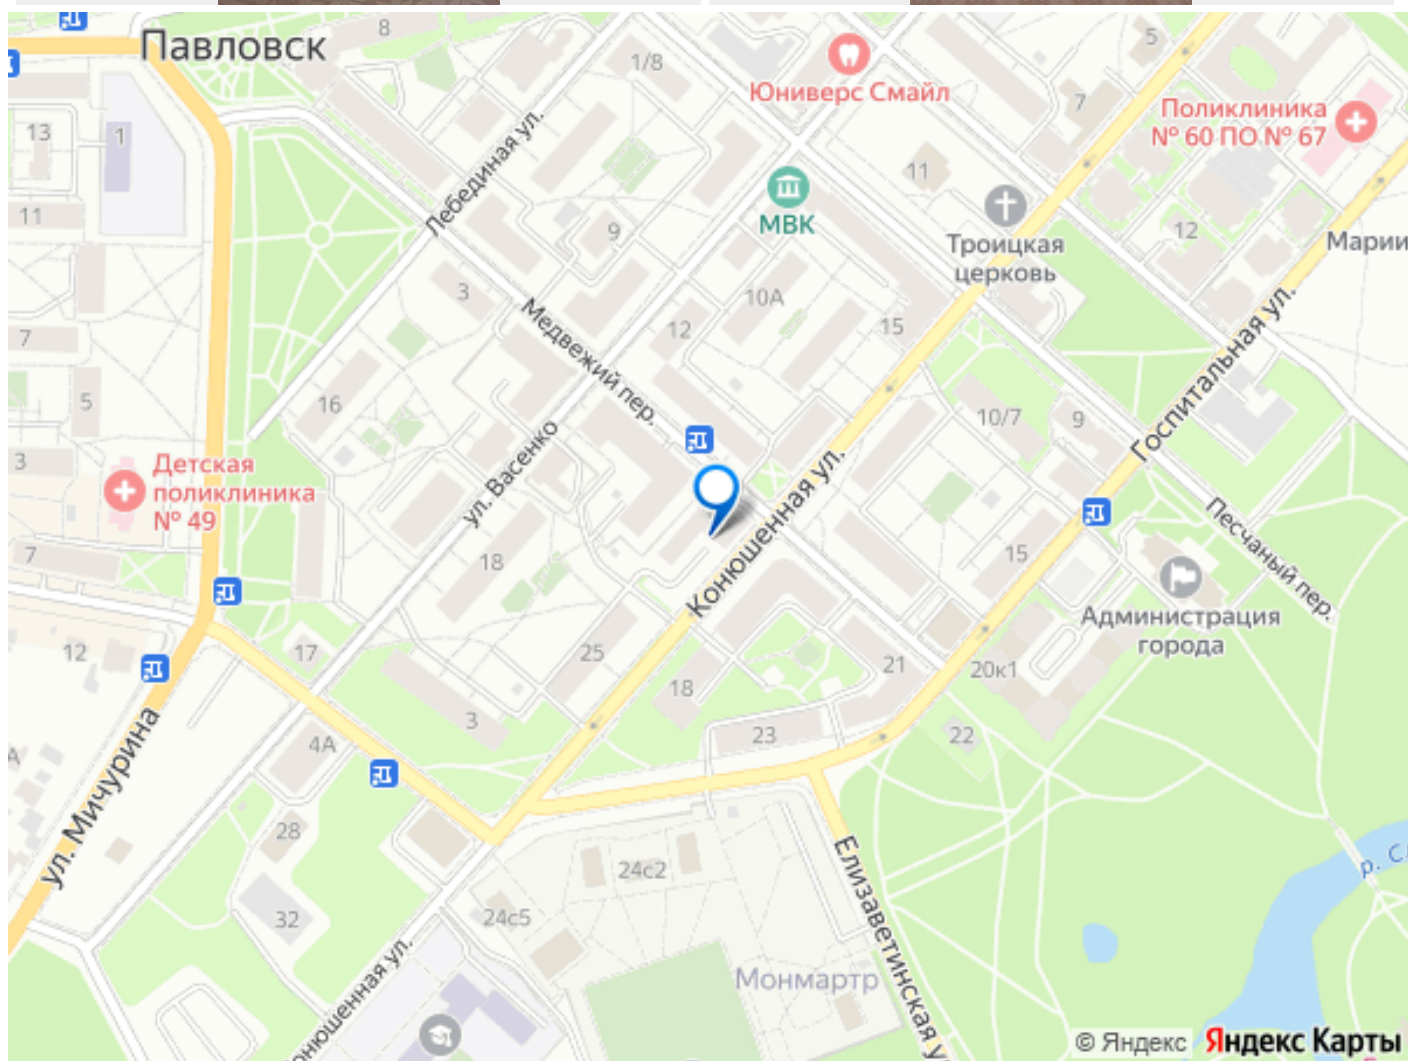 Павловск
8
1/8
5
Юниверс Смайл
7
Поликлиника
№ 60 ПО № 67
13
1
11
Лебединая ул.
11
9
МВК
Троицкая
церковь
12
Марии
3
10А
Медвежий пер.
12
15
Госпитальная ул.
7
5
16
10/7
9
3
Детская
поликлиника
№ 49
ул. Васенко
Конюшенная ул.
Песчаный пер.
7
18
15
Администрация
города
12
17
25
18
21
20к1
3
23
22
4А
ул. Мичурина
28
24с2
Елизаветинская у
р. Сл
32
24с5
Монмартр
онюшенная ул.
© Яндекс Яндекс Карты